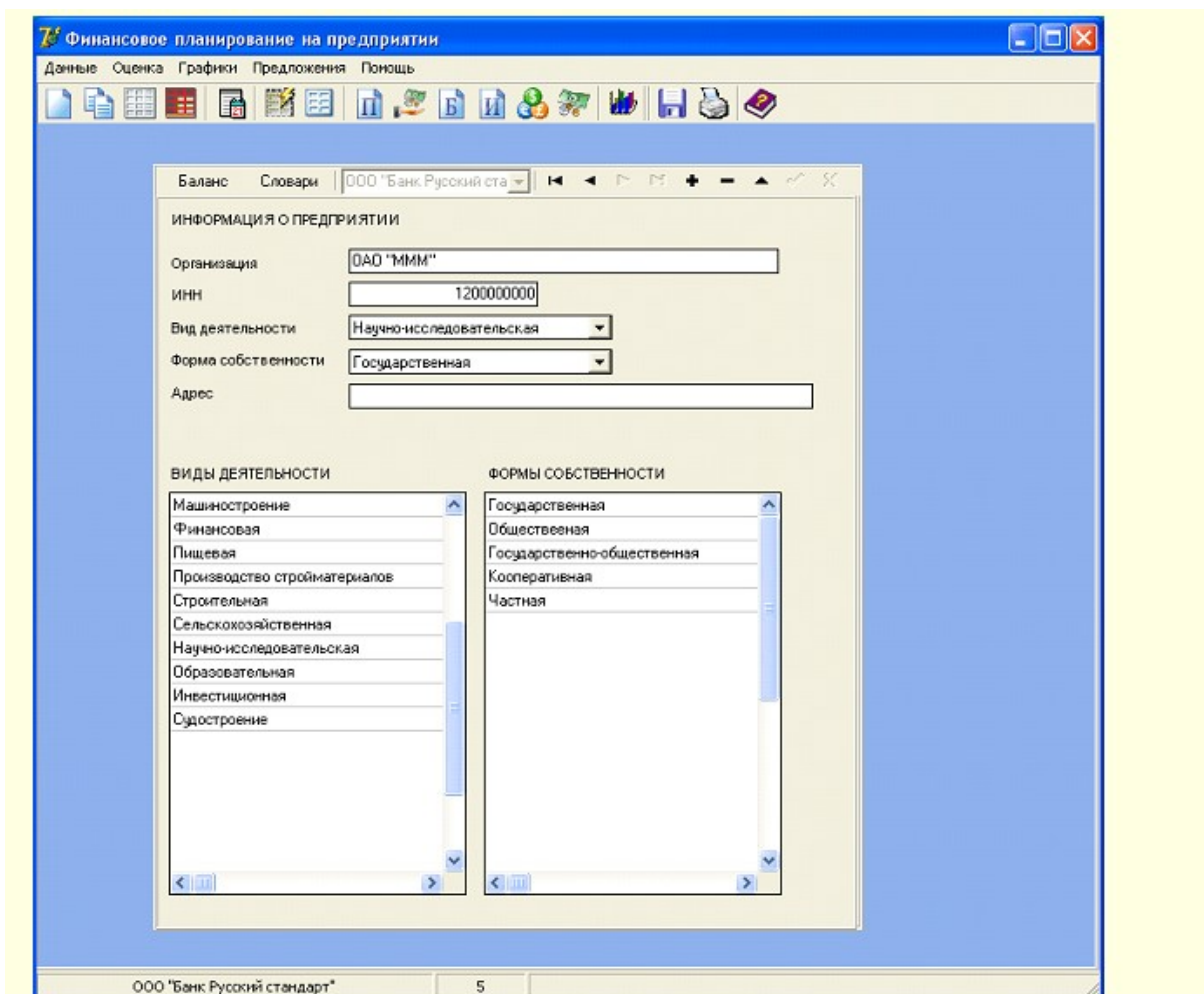 Финансовое планирование на предприятии
Данные Оценка Графики Предложения Помощь
П Б И
Баланс Словари ООО "Банк Русский ста
ИНФОРМАЦИЯ О ПРЕДПРИЯТИИ
Организация ОАО "МММ"
ИНН 1200000000
Вид деятельности Научно-исследовательская
Форма собственности Государственная
Адрес
ВИДЫ ДЕЯТЕЛЬНОСТИ ФОРМЫ СОБСТВЕННОСТИ
Машиностроение Государственная
Финансовая Обществееная
Пищевая Государственно-общественная
Производство стройматериалов Кооперативная
Строительная Частная
Сельскохозяйственная
Научно-исследовательская
Образовательная
Инвестиционная
Судостроение
ООО "Банк Русский стандарт" 5